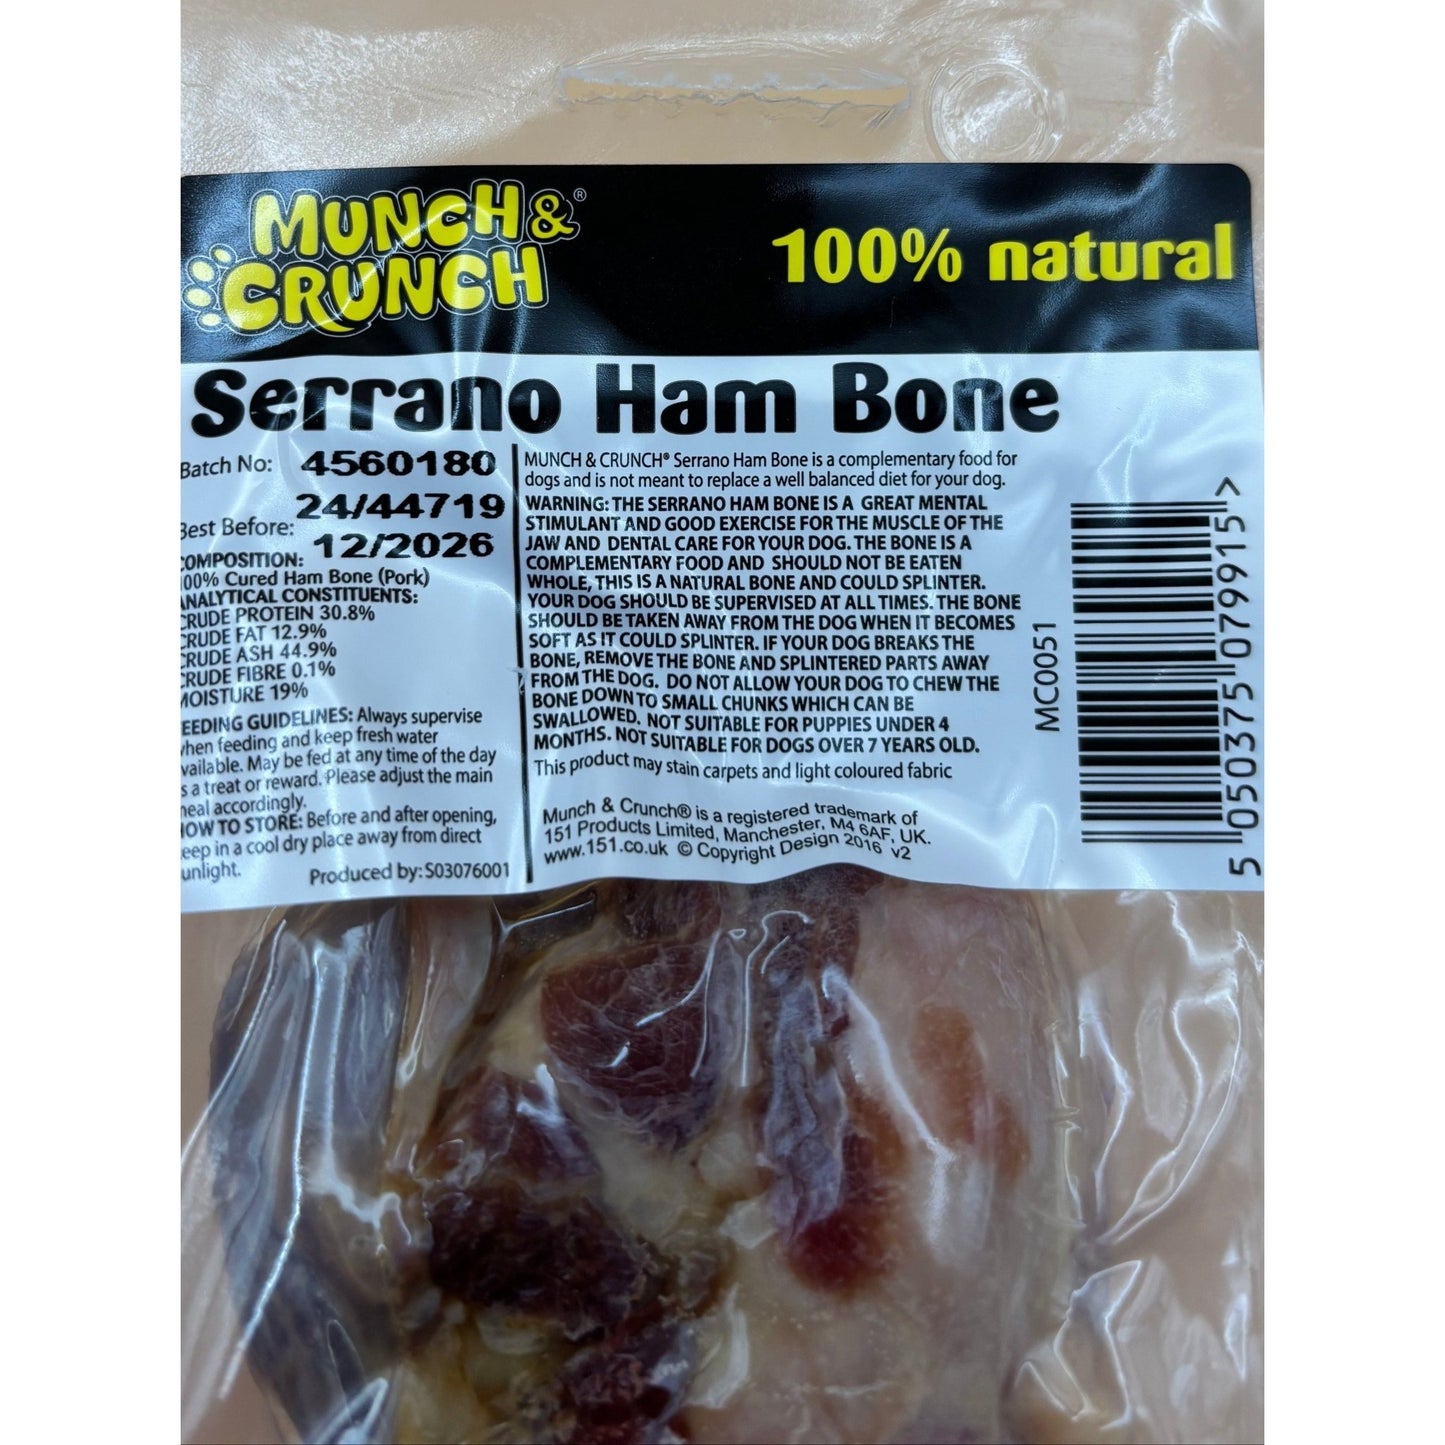 MUNCH & ®
CRUNCH
100% natural
Serrano Ham Bone
Batch No: 4560180
24/44719
Best Before: 12/2026
COMPOSITION:
100% Cured Ham Bone (Pork)
ANALYTICAL CONSTITUENTS:
CRUDE PROTEIN 30.8%
CRUDE FAT 12.9%
CRUDE ASH 44.9%
CRUDE FIBRE 0.1%
MOISTURE 19%
EEDING GUIDELINES: Always supervise
hen feeding and keep fresh water
vailable. May be fed at any time of the day
s a treat or reward. Please adjust the main
eal accordingly.
OW TO STORE: Before and after opening,
eep in a cool dry place away from direct
unlight.
Produced by: S03076001
MUNCH & CRUNCH® Serrano Ham Bone is a complementary food for
dogs and is not meant to replace a well balanced diet for your dog.
WARNING: THE SERRANO HAM BONE IS A GREAT MENTAL
STIMULANT AND GOOD EXERCISE FOR THE MUSCLE OF THE
JAW AND DENTAL CARE FOR YOUR DOG. THE BONE IS A
COMPLEMENTARY FOOD AND SHOULD NOT BE EATEN
WHOLE, THIS IS A NATURAL BONE AND COULD SPLINTER.
YOUR DOG SHOULD BE SUPERVISED AT ALL TIMES. THE BONE
SHOULD BE TAKEN AWAY FROM THE DOG WHEN IT BECOMES
SOFT AS IT COULD SPLINTER. IF YOUR DOG BREAKS THE
BONE, REMOVE THE BONE AND SPLINTERED PARTS AWAY
FROM THE DOG. DO NOT ALLOW YOUR DOG TO CHEW THE
BONE DOWN TO SMALL CHUNKS WHICH CAN BE
SWALLOWED. NOT SUITABLE FOR PUPPIES UNDER 4
MONTHS. NOT SUITABLE FOR DOGS OVER 7 YEARS OLD.
This product may stain carpets and light coloured fabric
Munch & Crunch® is a registered trademark of
151 Products Limited, Manchester, M4 6AF, UK.
www.151.co.uk © Copyright Design 2016 v2
MC0051
5 050375 079915 >